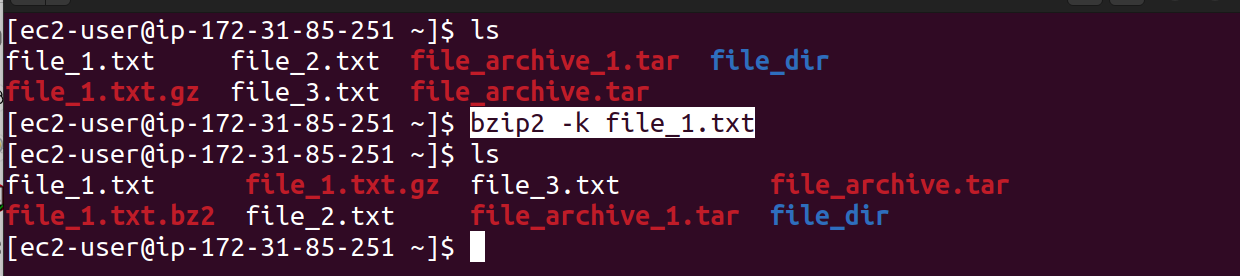 [ec2-user@ip-172-31-85-251 ~]$ ls
file_1.txt file_2.txt file_archive_1.tar file_dir
file_1.txt.gz file_3.txt file_archive.tar
[ec2-user@ip-172-31-85-251 ~]$ bzip2 -k file_1.txt
[ec2-user@ip-172-31-85-251 ~]$ ls
file_1.txt file_1.txt.gz file_3.txt file_archive.tar
file_1.txt.bz2 file_2.txt file_archive_1.tar file_dir
[ec2-user@ip-172-31-85-251 ~]$